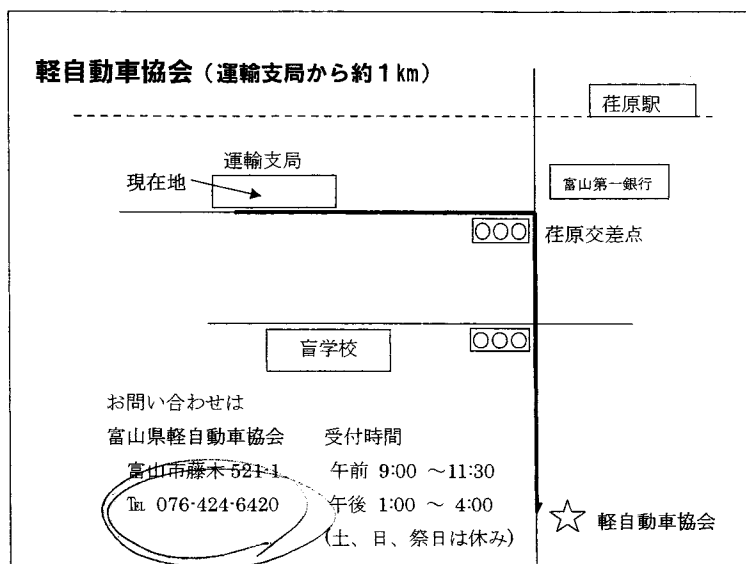 軽自動車協会（運輸支局から約１㎞）
荏原駅
運輸支局
現在地
富山第一銀行
荏原交差点
盲学校
お問い合わせは
富山県軽自動車協会
富山市藤木 521-1
℡ 076-424-6420
受付時間
午前 9:00 ～11:30
午後 1:00 ～ 4:00
(土、日、祭日は休み)
軽自動車協会